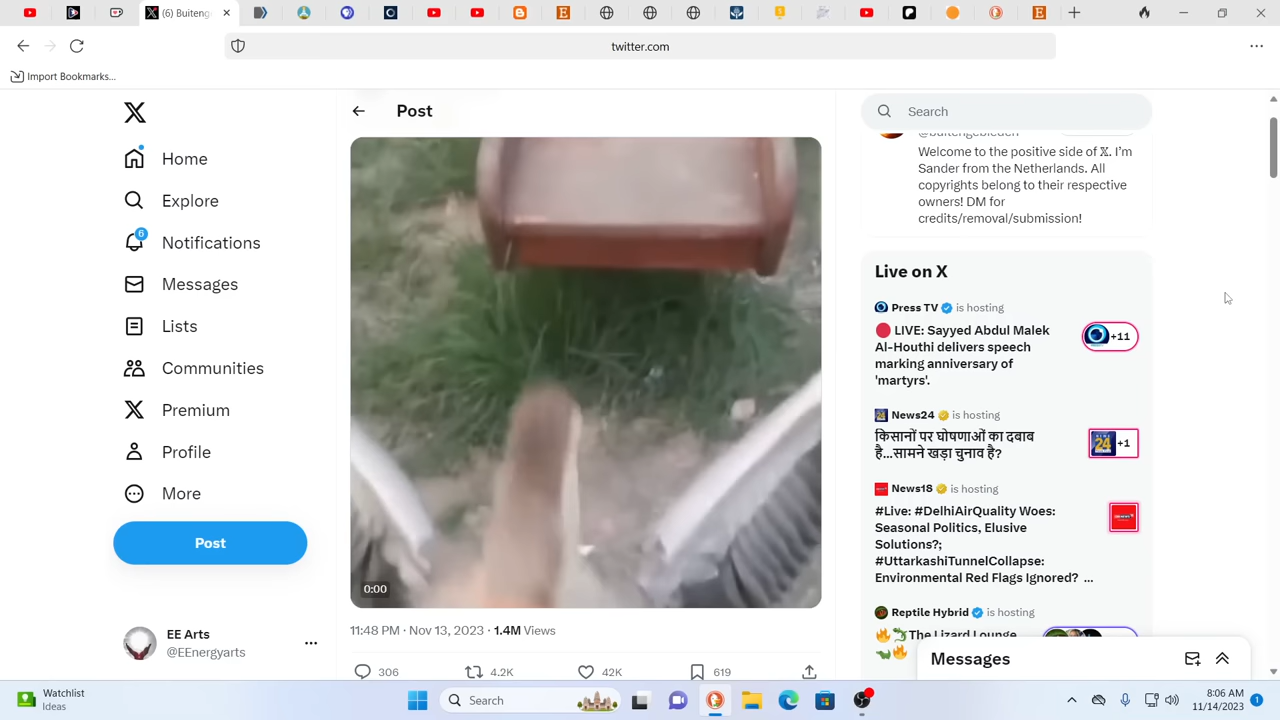 (6) Buiteng
twitter.com
Import Bookmarks...
Post
Search
Home
Explore
6
Notifications
Messages
Lists
Communities
Premium
Profile
More
Post
EE Arts
@EEnergyarts
0:00
11:48 PM · Nov 13, 2023 · 1.4M Views
306
4.2K
42K
619
@buitengebieden
Welcome to the positive side of 𝕏. I'm
Sander from the Netherlands. All
copyrights belong to their respective
owners! DM for
credits/removal/submission!
Live on X
Press TV is hosting
LIVE: Sayyed Abdul Malek
Al-Houthi delivers speech
marking anniversary of
'martyrs'.
+11
News24 is hosting
किसानों पर घोषणाओं का दबाब
है...सामने खड़ा चुनाव है?
24
+1
News18 is hosting
#Live: #DelhiAirQuality Woes:
Seasonal Politics, Elusive
Solutions?;
#UttarkashiTunnelCollapse:
Environmental Red Flags Ignored? ...
Reptile Hybrid is hosting
The Lizard Lounge
Messages
Watchlist
Ideas
Search
8:06 AM
11/14/2023
1